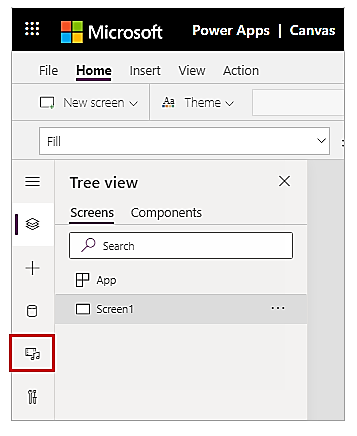 Microsoft Power Apps | Canvas
File Home Insert View Action
New screen Theme
Fill
Tree view
Screens Components
Search
App
Screen1